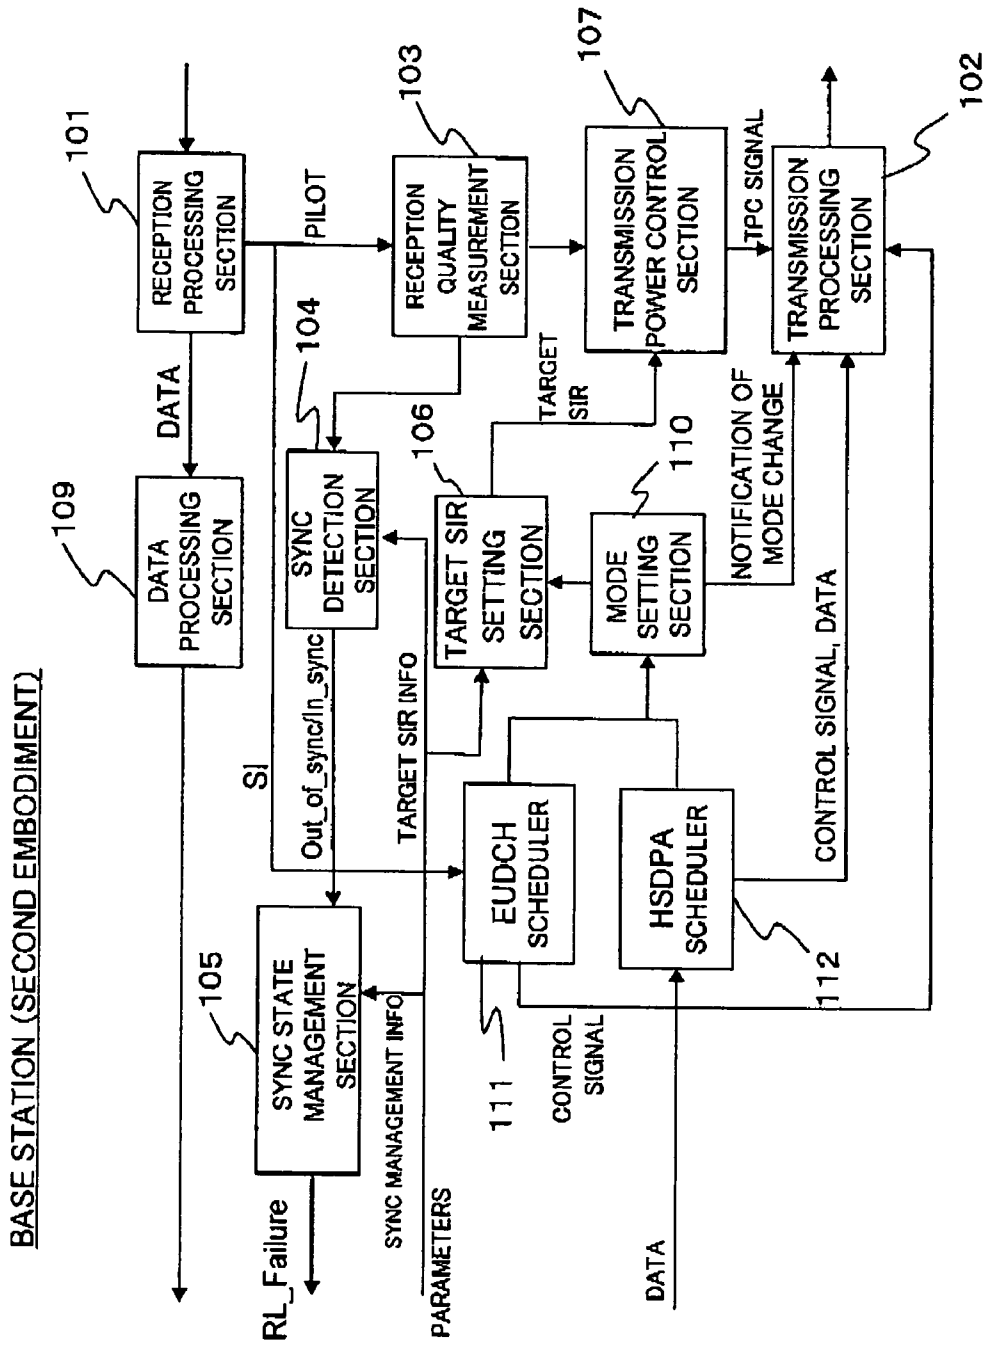 BASE STATION (SECOND EMBODIMENT)
109
DATA
PROCESSING
SECTION
DATA
101
RECEPTION
PROCESSING
SECTION
SI
PILOT
RL_Failure
105
SYNC STATE
MANAGEMENT
SECTION
Out_of_sync/In_sync
104
SYNC
DETECTION
SECTION
103
RECEPTION
QUALITY
MEASUREMENT
SECTION
SYNC MANAGEMENT INFO
TARGET SIR INFO
PARAMETERS
106
TARGET SIR
SETTING
SECTION
TARGET
SIR
107
TRANSMISSION
POWER CONTROL
SECTION
111
EUDCH
SCHEDULER
CONTROL
SIGNAL
110
MODE
SETTING
SECTION
NOTIFICATION OF
MODE CHANGE
TPC SIGNAL
DATA
HSDPA
SCHEDULER
112
CONTROL SIGNAL, DATA
TRANSMISSION
PROCESSING
SECTION
102